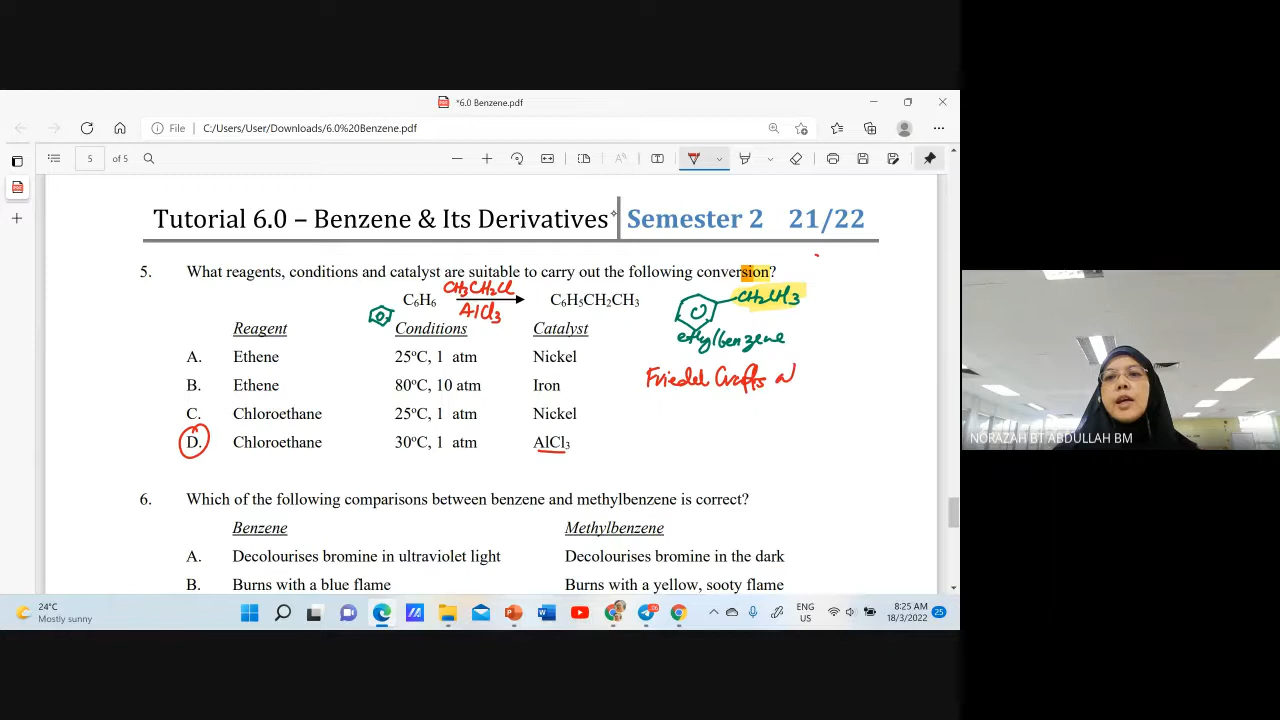 *6.0 Benzene.pdf
File C:/Users/User/Downloads/6.0%20Benzene.pdf
5 of 5
Tutorial 6.0 – Benzene & Its Derivatives Semester 2 21/22
5. What reagents, conditions and catalyst are suitable to carry out the following conversion?
CH3CH2Cl
C6H6 C6H5CH2CH3 CH2CH3
AlCl3
Reagent Conditions Catalyst
ethylbenzene
A. Ethene 25°C, 1 atm Nickel
Friedel Crafts al
B. Ethene 80°C, 10 atm Iron
C. Chloroethane 25°C, 1 atm Nickel
D. Chloroethane 30°C, 1 atm AlCl3
6. Which of the following comparisons between benzene and methylbenzene is correct?
Benzene Methylbenzene
A. Decolourises bromine in ultraviolet light Decolourises bromine in the dark
B. Burns with a blue flame Burns with a yellow, sooty flame
NORAZAH BT ABDULLAH BM
24°C
Mostly sunny
ENG
US
8:25 AM
18/3/2022
25